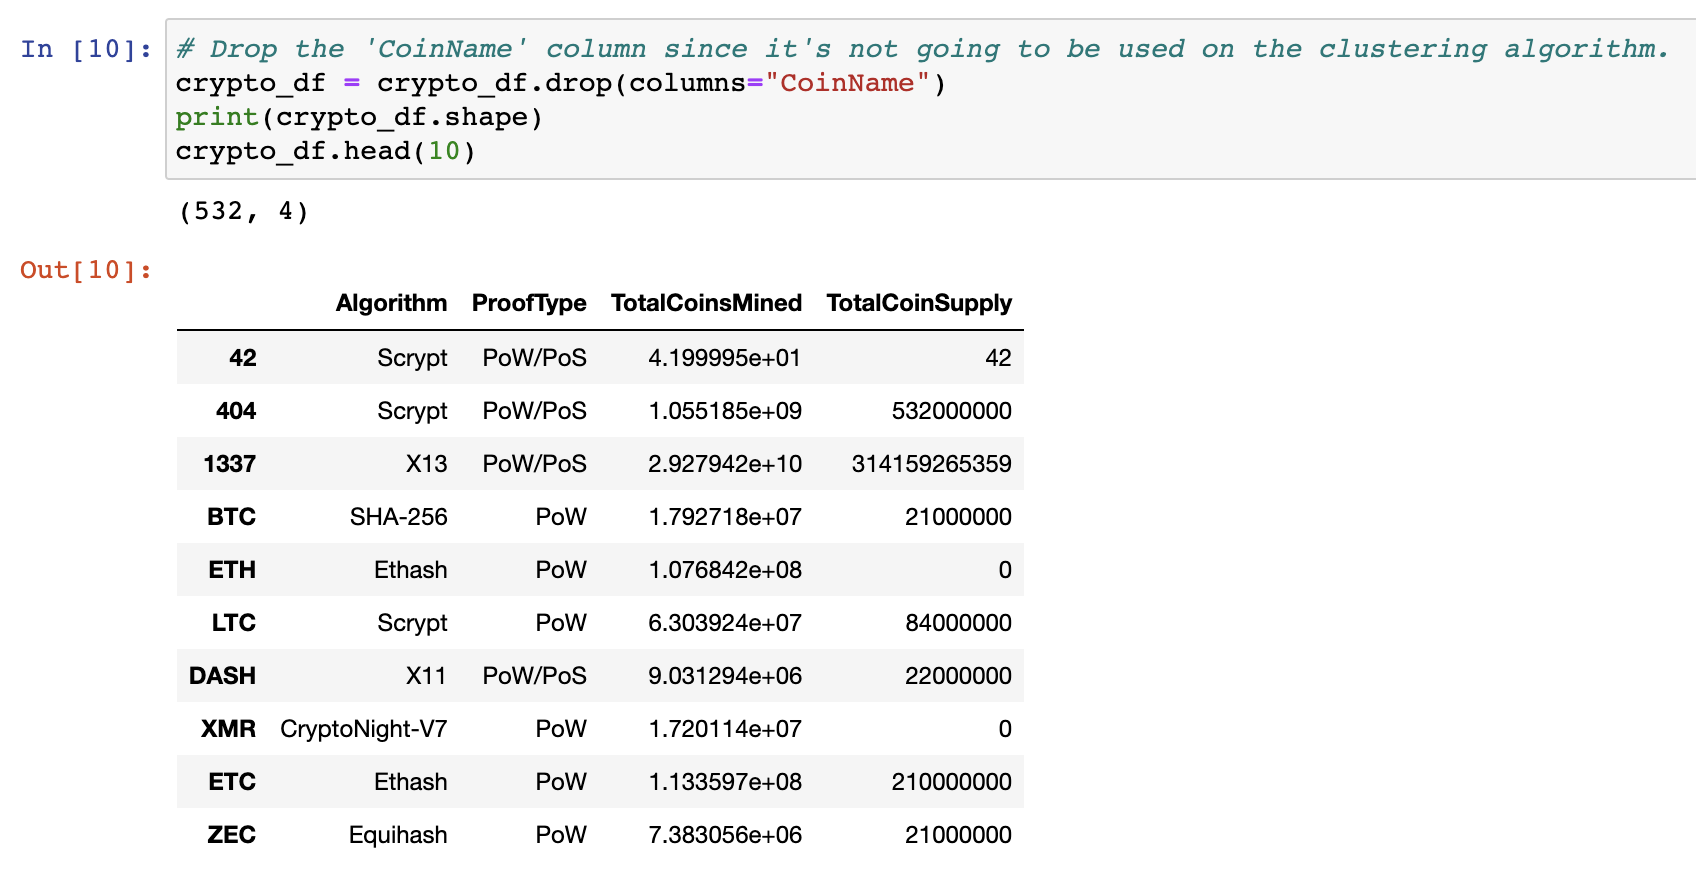 In [10]: # Drop the 'CoinName' column since it's not going to be used on the clustering algorithm.
crypto_df = crypto_df.drop(columns="CoinName")
print(crypto_df.shape)
crypto_df.head(10)
(532, 4)
Out[10]:
Algorithm ProofType TotalCoinsMined TotalCoinSupply
42 Scrypt PoW/PoS 4.199995e+01 42
404 Scrypt PoW/PoS 1.055185e+09 532000000
1337 X13 PoW/PoS 2.927942e+10 314159265359
BTC SHA-256 PoW 1.792718e+07 21000000
ETH Ethash PoW 1.076842e+08 0
LTC Scrypt PoW 6.303924e+07 84000000
DASH X11 PoW/PoS 9.031294e+06 22000000
XMR CryptoNight-V7 PoW 1.720114e+07 0
ETC Ethash PoW 1.133597e+08 210000000
ZEC Equihash PoW 7.383056e+06 21000000